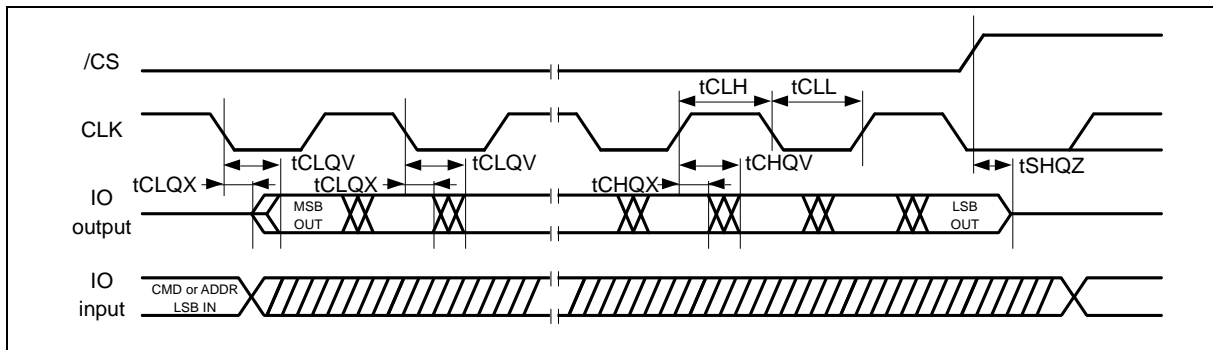 /CS
tCLH
tCLL
CLK
tCLQV
tCLQV
tCHQV
tSHQZ
tCLQX
tCLQX
tCHQX
IO
output
MSB
OUT
LSB
OUT
IO
input
CMD or ADDR
LSB IN